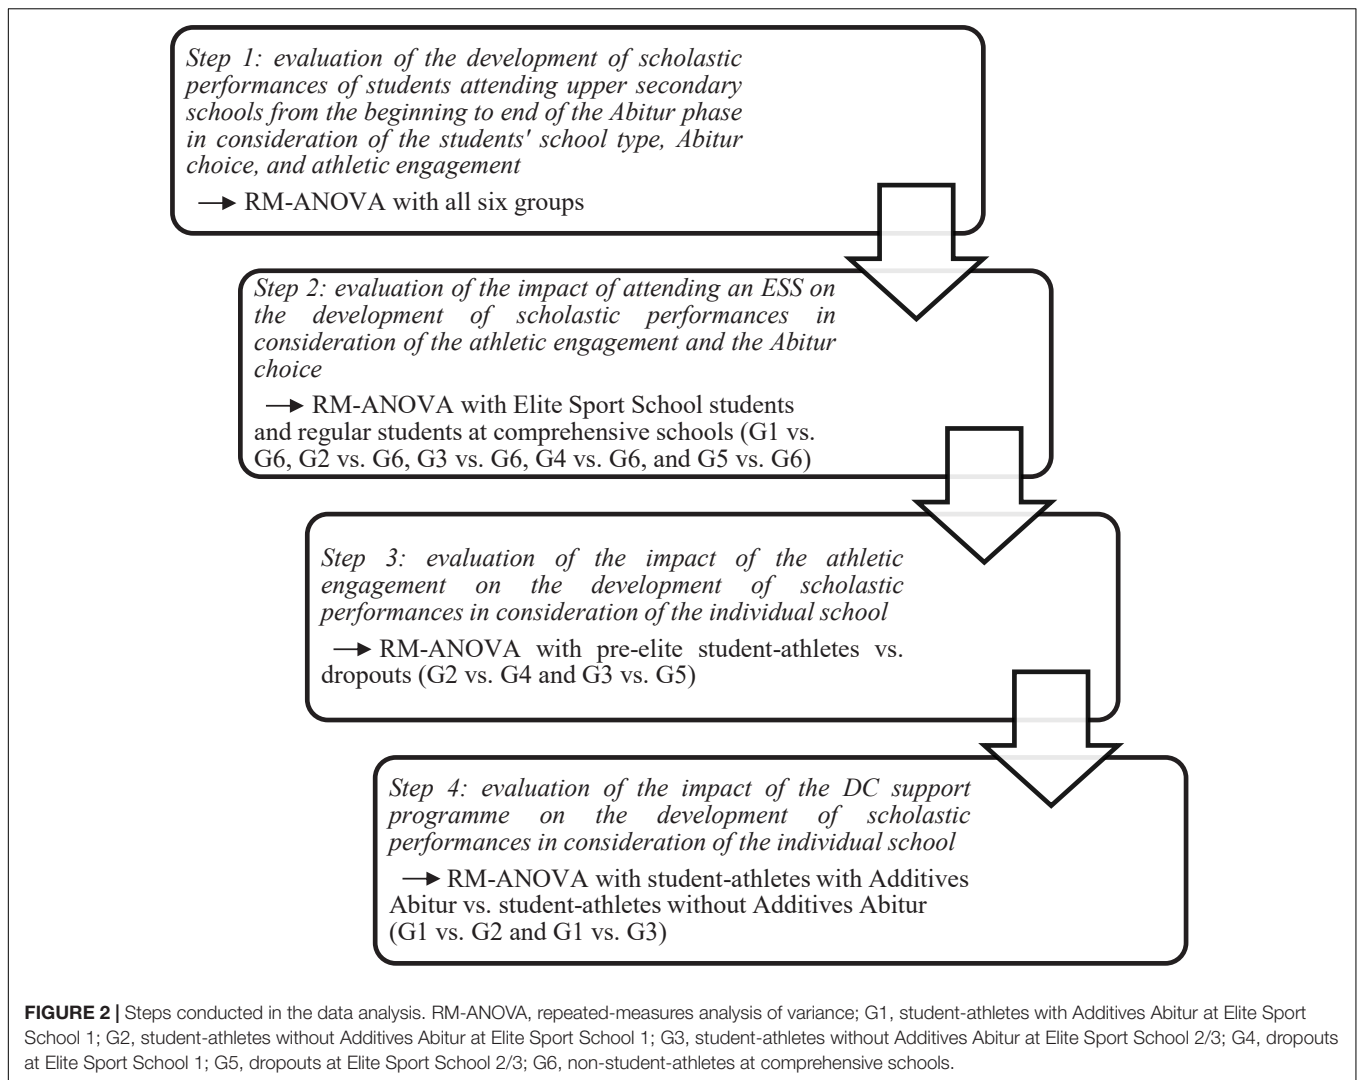 Step 1: evaluation of the development of scholastic
performances of students attending upper secondary
schools from the beginning to end of the Abitur phase
in consideration of the students' school type, Abitur
choice, and athletic engagement
→ RM-ANOVA with all six groups
Step 2: evaluation of the impact of attending an ESS on
the development of scholastic performances in
consideration of the athletic engagement and the Abitur
choice
→ RM-ANOVA with Elite Sport School students
and regular students at comprehensive schools (G1 vs.
G6, G2 vs. G6, G3 vs. G6, G4 vs. G6, and G5 vs. G6)
Step 3: evaluation of the impact of the athletic
engagement on the development of scholastic
performances in consideration of the individual school
→ RM-ANOVA with pre-elite student-athletes vs.
dropouts (G2 vs. G4 and G3 vs. G5)
Step 4: evaluation of the impact of the DC support
programme on the development of scholastic
performances in consideration of the individual school
→ RM-ANOVA with student-athletes with Additives
Abitur vs. student-athletes without Additives Abitur
(G1 vs. G2 and G1 vs. G3)
FIGURE 2 | Steps conducted in the data analysis. RM-ANOVA, repeated-measures analysis of variance; G1, student-athletes with Additives Abitur at Elite Sport
School 1; G2, student-athletes without Additives Abitur at Elite Sport School 1; G3, student-athletes without Additives Abitur at Elite Sport School 2/3; G4, dropouts
at Elite Sport School 1; G5, dropouts at Elite Sport School 2/3; G6, non-student-athletes at comprehensive schools.